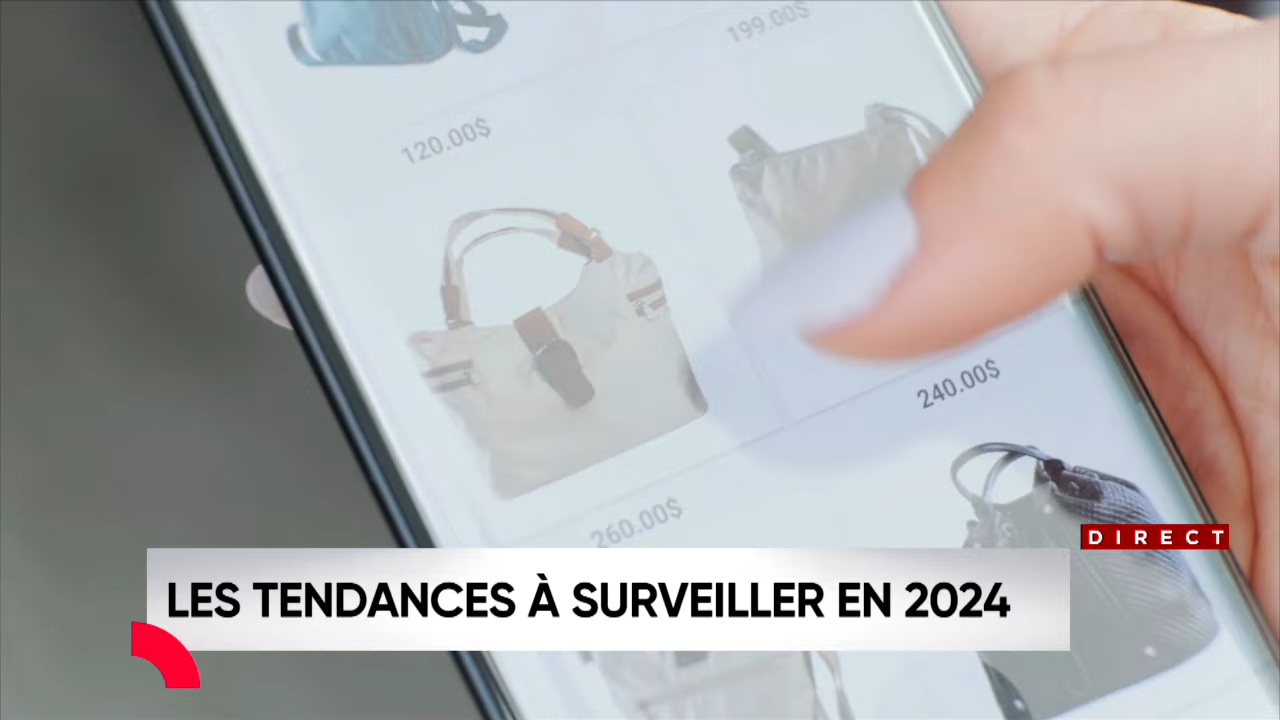 199.00$
120.00$
240.00$
260.00$
DIRECT
LES TENDANCES À SURVEILLER EN 2024